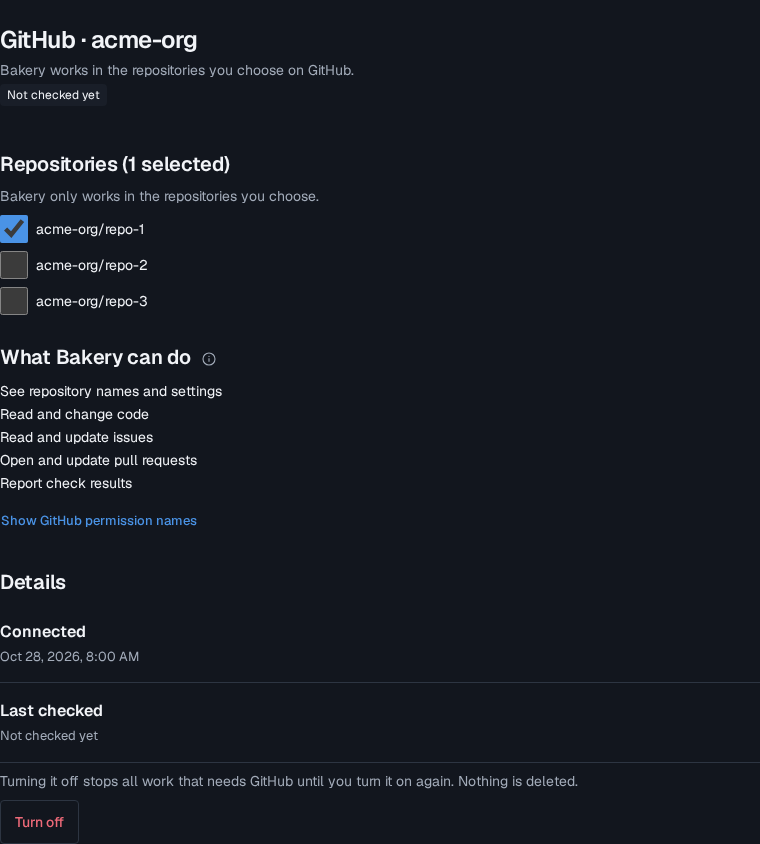 GitHub · acme-org
Bakery works in the repositories you choose on GitHub.
Not checked yet
Repositories (1 selected)
Bakery only works in the repositories you choose.
acme-org/repo-1
acme-org/repo-2
acme-org/repo-3
What Bakery can do
See repository names and settings
Read and change code
Read and update issues
Open and update pull requests
Report check results
Show GitHub permission names
Details
Connected
Oct 28, 2026, 8:00 AM
Last checked
Not checked yet
Turning it off stops all work that needs GitHub until you turn it on again. Nothing is deleted.
Turn off